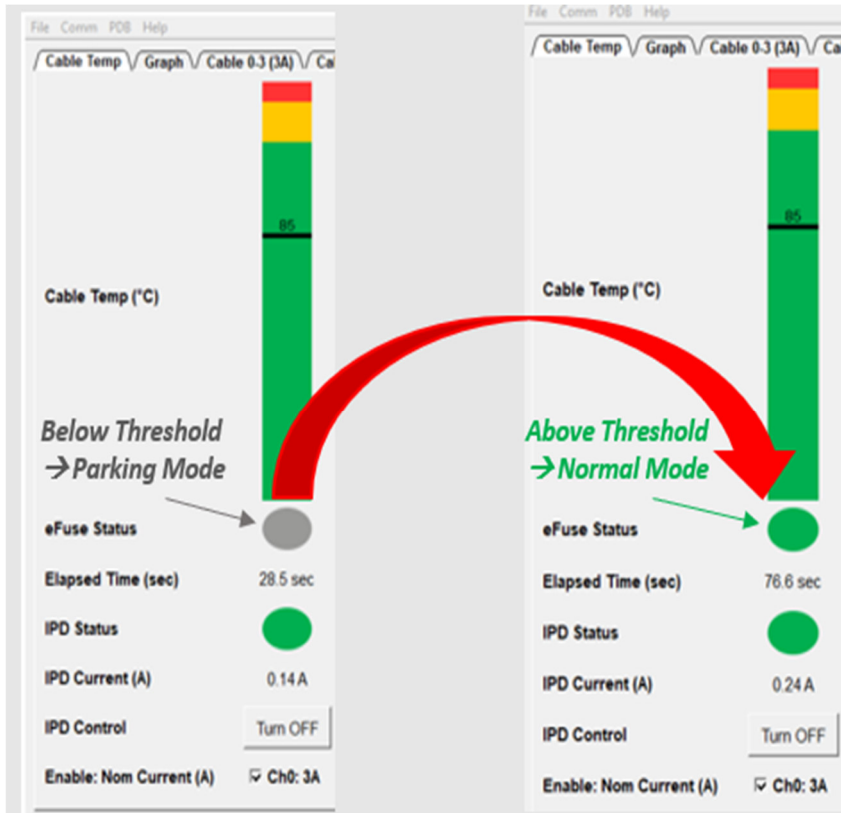 File Comm PDB Help
Cable Temp Graph Cable 0-3 (3A) Ca
85
Cable Temp (°C)
Below Threshold
→Parking Mode
eFuse Status
Elapsed Time (sec) 28.5 sec
IPD Status
IPD Current (A) 0.14 A
IPD Control Turn OFF
Enable: Nom Current (A) Ch0: 3A
File Comm PDB Help
Cable Temp Graph Cable 0-3 (3A) Ca
85
Cable Temp (°C)
Above Threshold
→Normal Mode
eFuse Status
Elapsed Time (sec) 76.6 sec
IPD Status
IPD Current (A) 0.24 A
IPD Control Turn OFF
Enable: Nom Current (A) Ch0: 3A